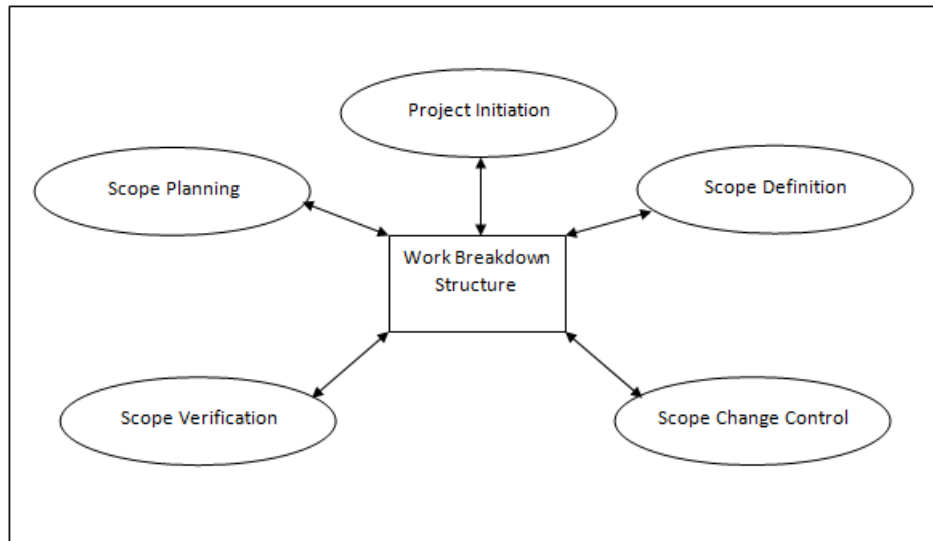 Project Initiation
Scope Planning
Scope Definition
Work Breakdown
Structure
Scope Verification
Scope Change Control